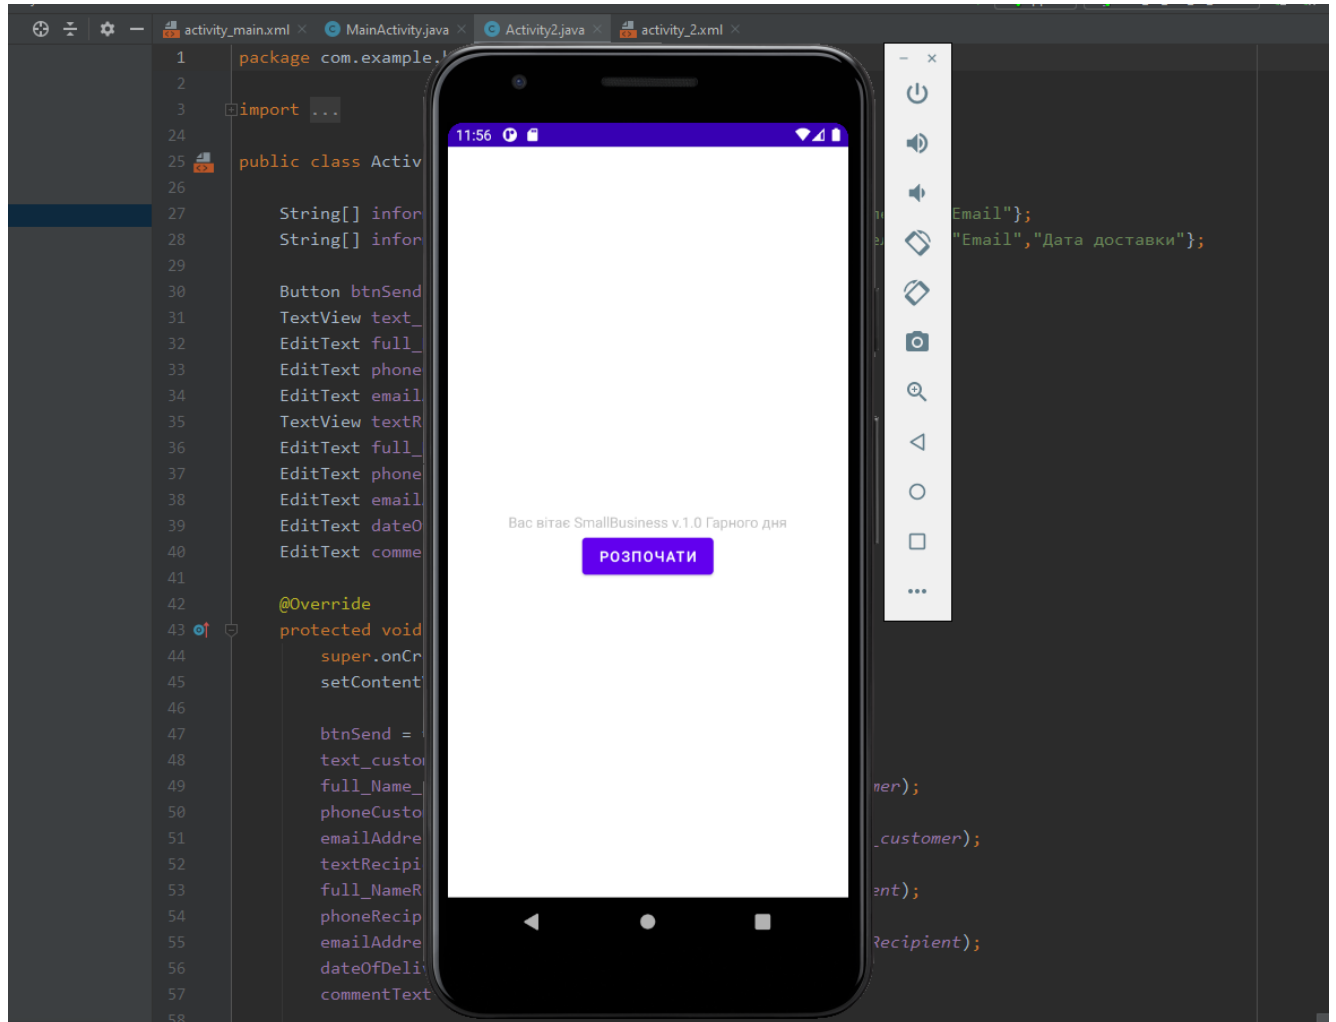 activity_main.xml MainActivity.java Activity2.java activity_2.xml
1 package com.example.
2
3 import ...
24
25 public class Activ
26
27 String[] infor Email"};
28 String[] infor "Email","Дата доставки"};
29
30 Button btnSend
31 TextView text_
32 EditText full_
33 EditText phone
34 EditText email
35 TextView textR
36 EditText full_
37 EditText phone
38 EditText email
39 EditText dateO
40 EditText comme
41
42 @Override
43 protected void
44 super.onCr
45 setContent
46
47 btnSend =
48 text_custo
49 full_Name_ mer);
50 phoneCusto
51 emailAddre _customer);
52 textRecipi
53 full_NameR ent);
54 phoneRecip
55 emailAddre Recipient);
56 dateOfDeli
57 commentText
58
11:56
Вас вітає SmallBusiness v.1.0 Гарного дня
РОЗПОЧАТИ